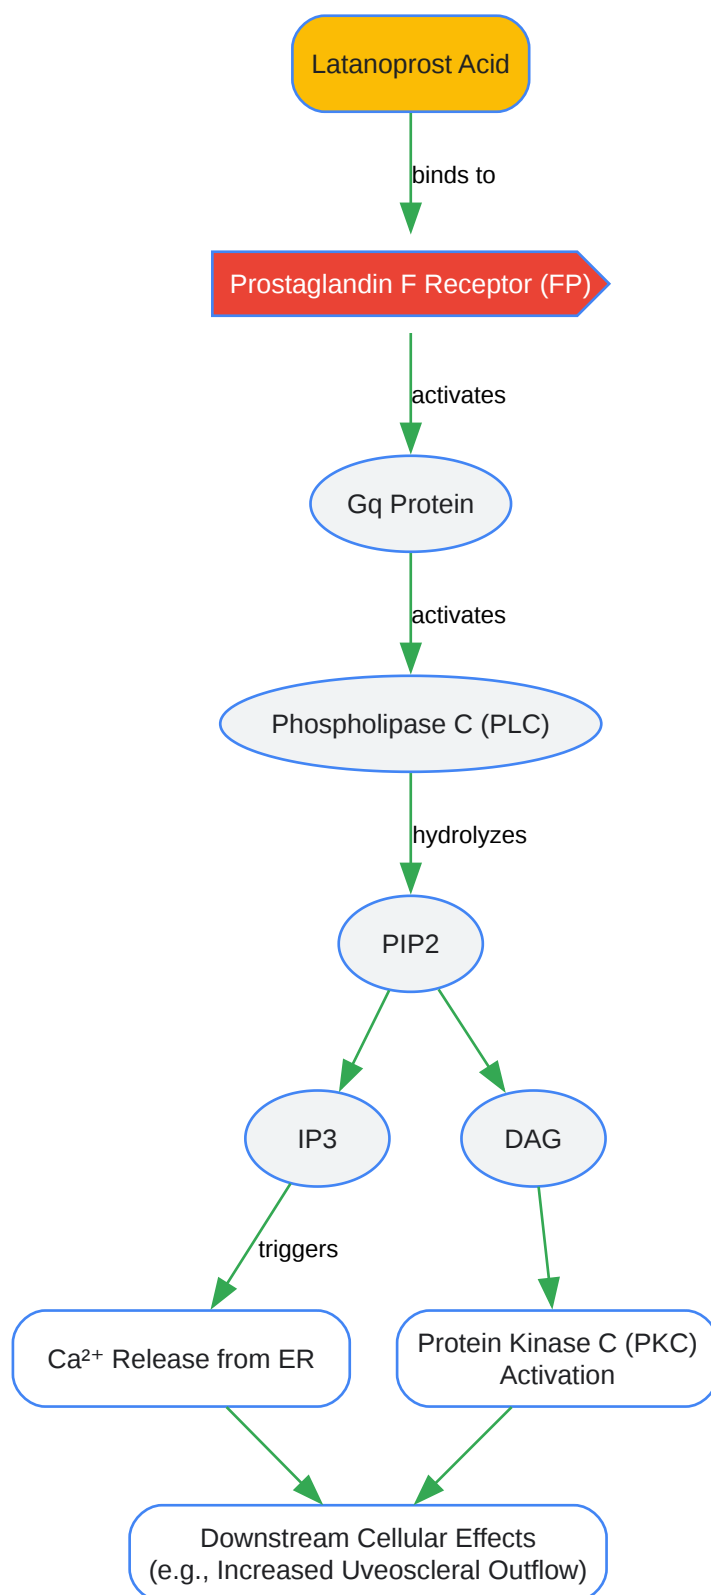 Latanoprost Acid
binds to
Prostaglandin F Receptor (FP)
activates
Gq Protein
activates
Phospholipase C (PLC)
hydrolyzes
PIP2
IP3
DAG
triggers
Ca²⁺ Release from ER
Protein Kinase C (PKC)
Activation
Downstream Cellular Effects
(e.g., Increased Uveoscleral Outflow)